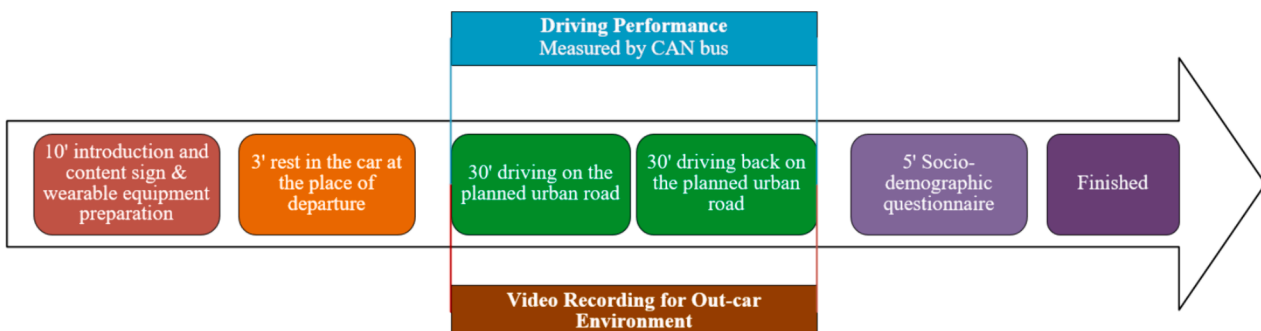 Driving Performance
Measured by CAN bus
10' introduction and
content sign &
wearable equipment
preparation
3' rest in the car at
the place of
departure
30' driving on the
planned urban road
30' driving back on
the planned urban
road
5' Socio-
demographic
questionnaire
Finished
Video Recording for Out-car
Environment